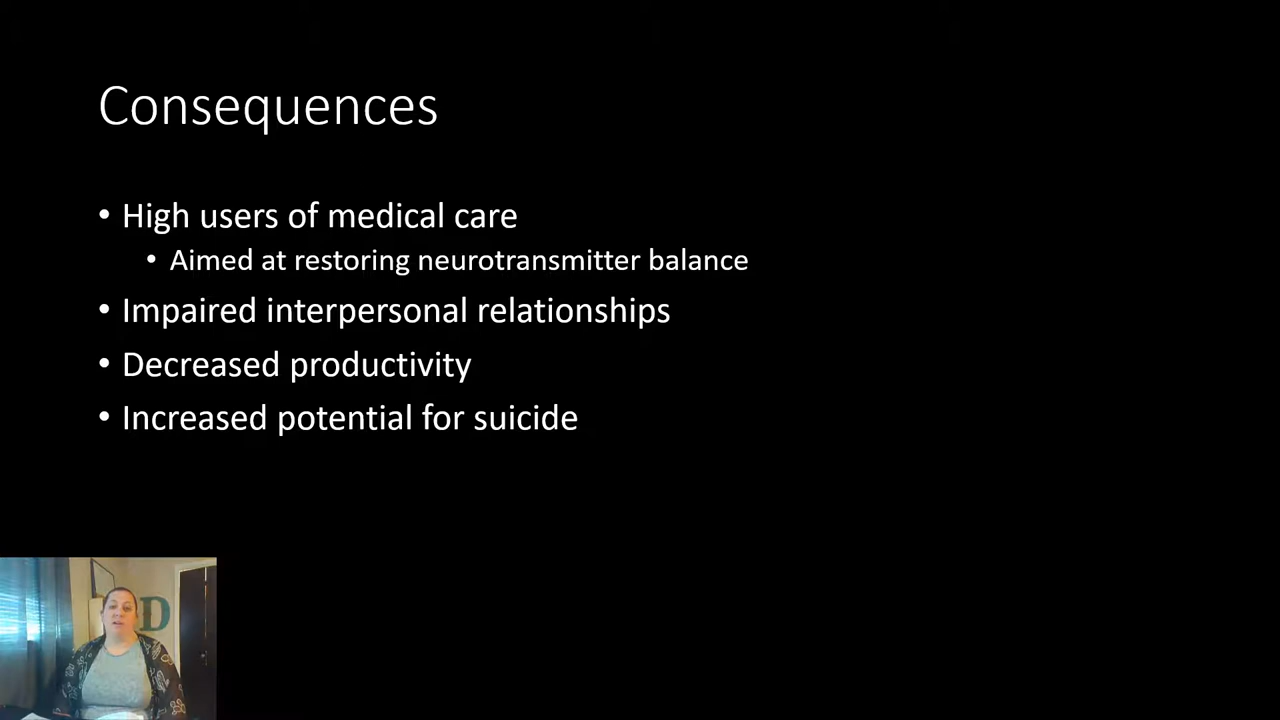 Consequences
• High users of medical care
• Aimed at restoring neurotransmitter balance
• Impaired interpersonal relationships
• Decreased productivity
• Increased potential for suicide
D